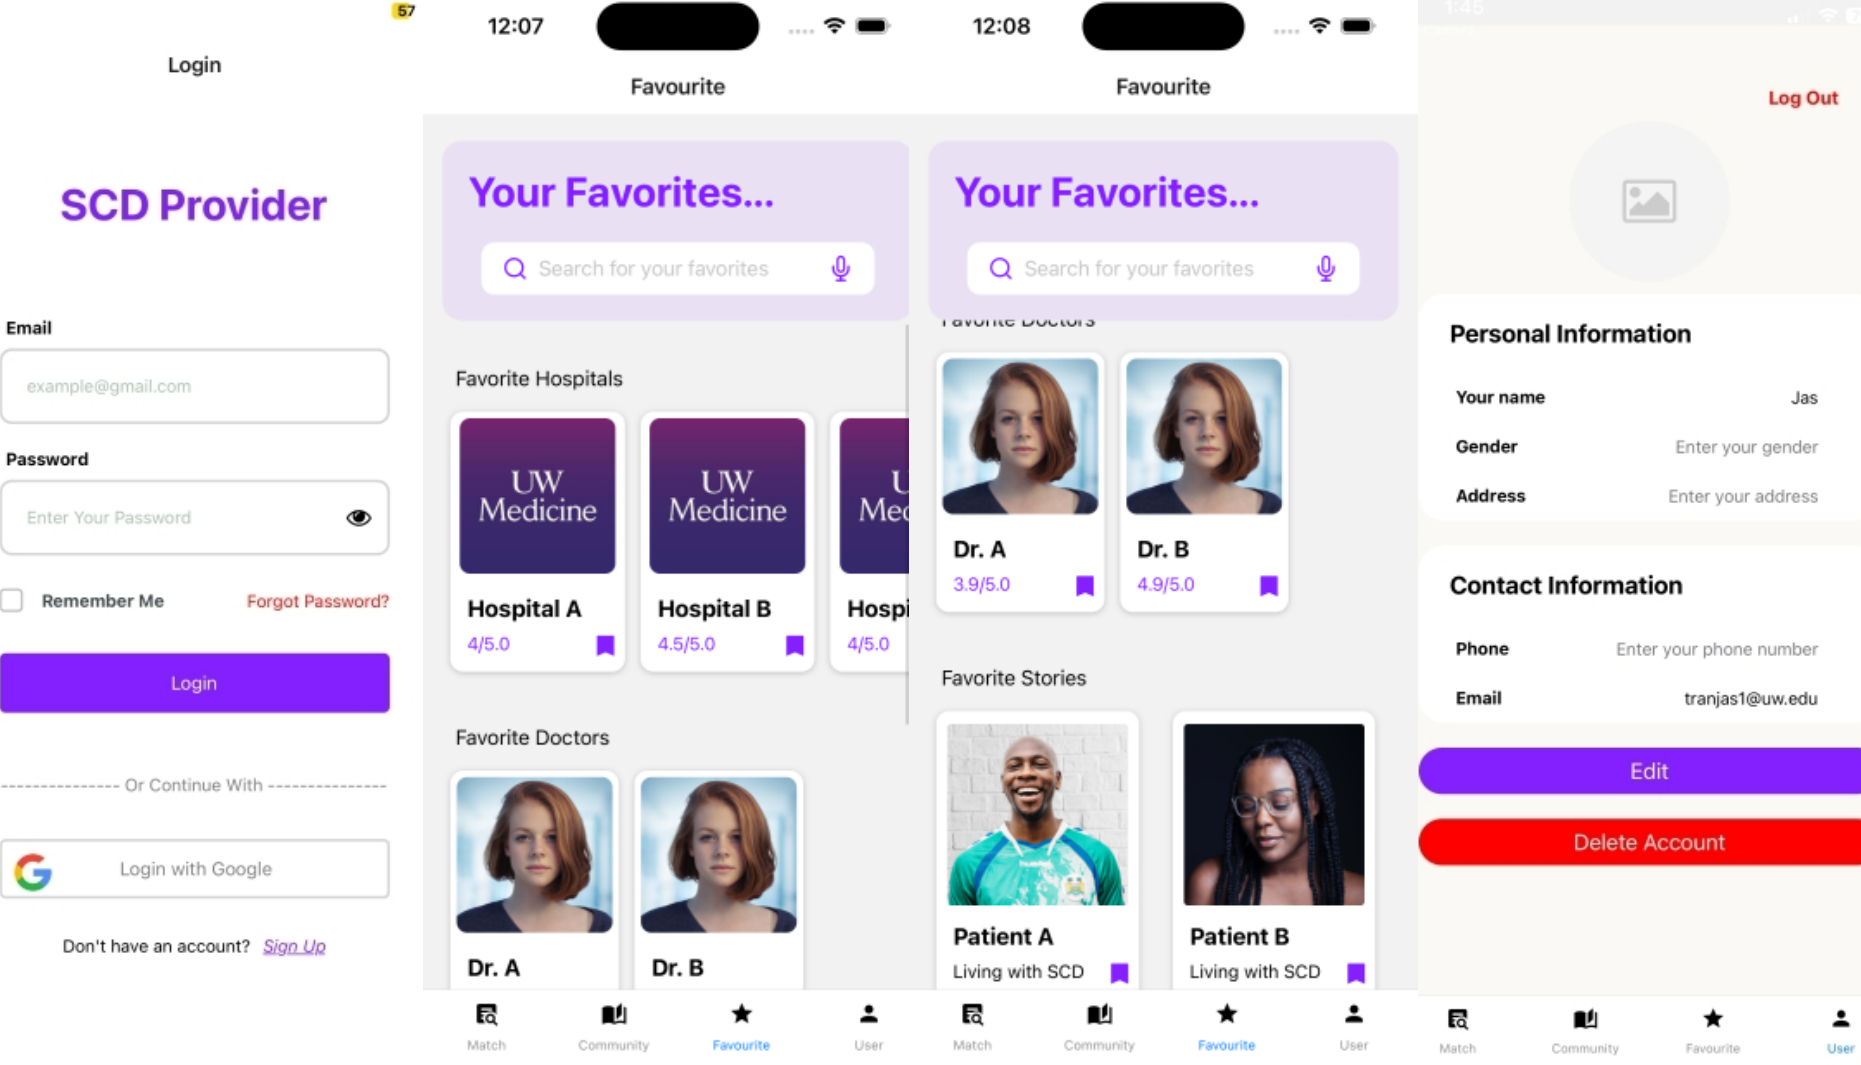 57
Login
SCD Provider
Email
example@gmail.com
Password
Enter Your Password
Remember Me
Forgot Password?
Login
--------------- Or Continue With ---------------
Login with Google
Don't have an account? Sign Up
12:07
Favourite
Your Favorites...
Search for your favorites
Favorite Hospitals
UW
Medicine
UW
Medicine
U
Med
Hospital A
Hospital B
Hospi
4/5.0
4.5/5.0
4/5.0
Favorite Doctors
Dr. A
Dr. B
Match
Community
Favourite
User
12:08
Favourite
Your Favorites...
Search for your favorites
Favorite Doctors
Dr. A
Dr. B
3.9/5.0
4.9/5.0
Favorite Stories
Patient A
Patient B
Living with SCD
Living with SCD
Match
Community
Favourite
User
1:45
Log Out
Personal Information
Your name Jas
Gender Enter your gender
Address Enter your address
Contact Information
Phone Enter your phone number
Email tranjas1@uw.edu
Edit
Delete Account
Match
Community
Favourite
User